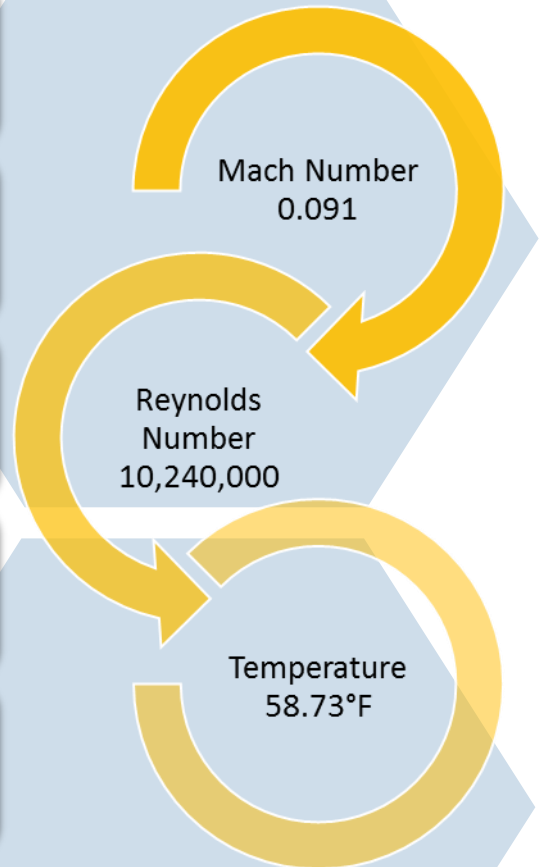 Mach Number
0.091
Reynolds
Number
10,240,000
Temperature
58.73°F